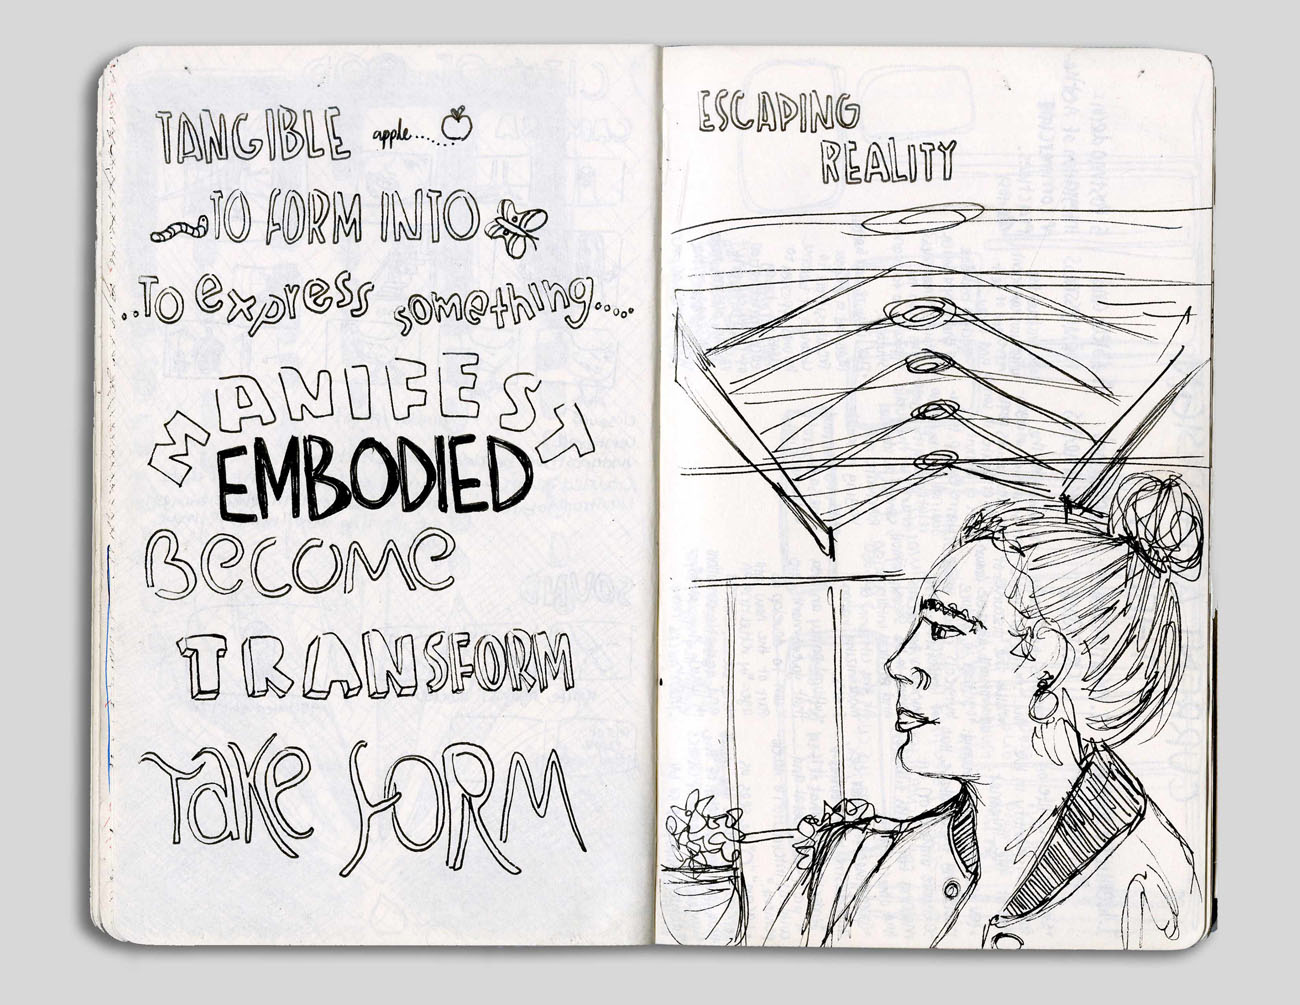 TANGIBLE apple....
TO FORM INTO
..To express something.....
MANIFEST
EMBODIED
BECOME
TRANSFORM
TaKe FORM
ESCAPING
REALITY